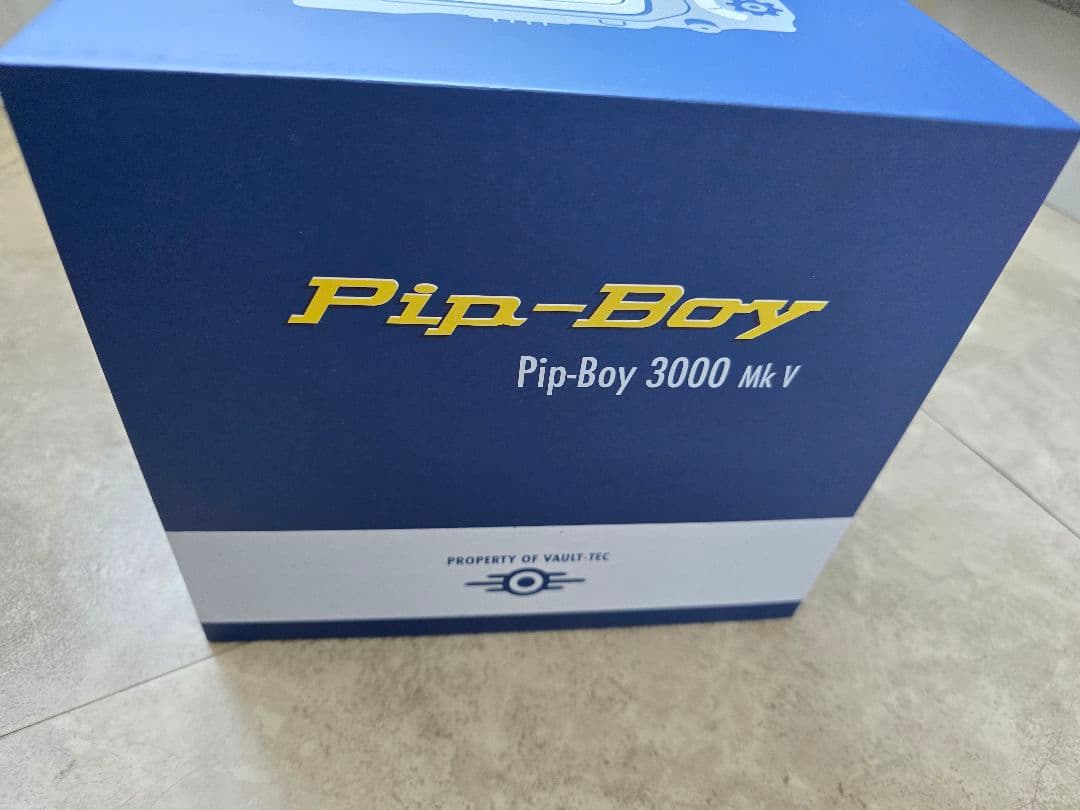 Pip-Boy
Pip-Boy 3000 Mk V
PROPERTY OF VAULT-TEC